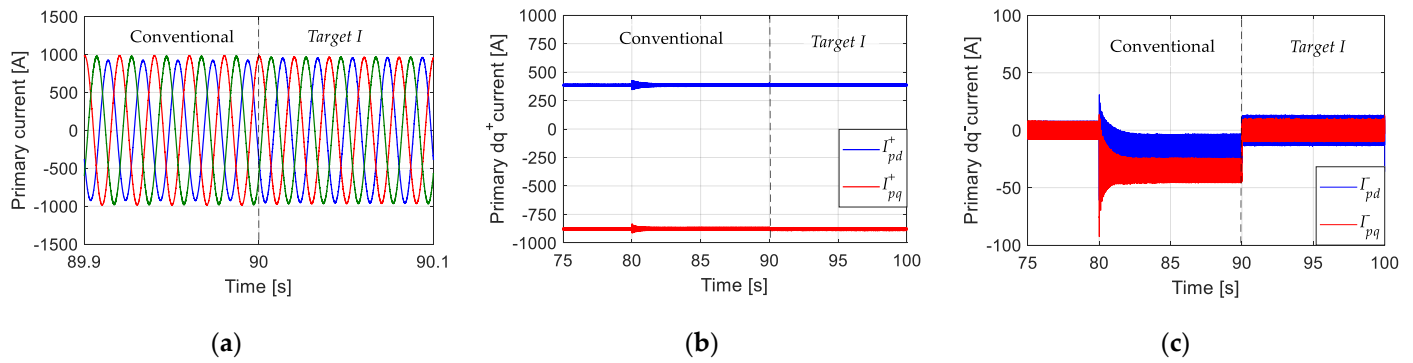 Primary current [A]
1500
1000
500
0
-500
-1000
-1500
Conventional
Target I
89.9
90
90.1
Time [s]
(a)
Primary dq+ current [A]
1000
750
500
250
0
-250
-500
-750
-1000
Conventional
Target I
I+pd
I+pq
75
80
85
90
95
100
Time [s]
(b)
Primary dq- current [A]
100
50
0
-50
-100
Conventional
Target I
I-pd
I-pq
75
80
85
90
95
100
Time [s]
(c)